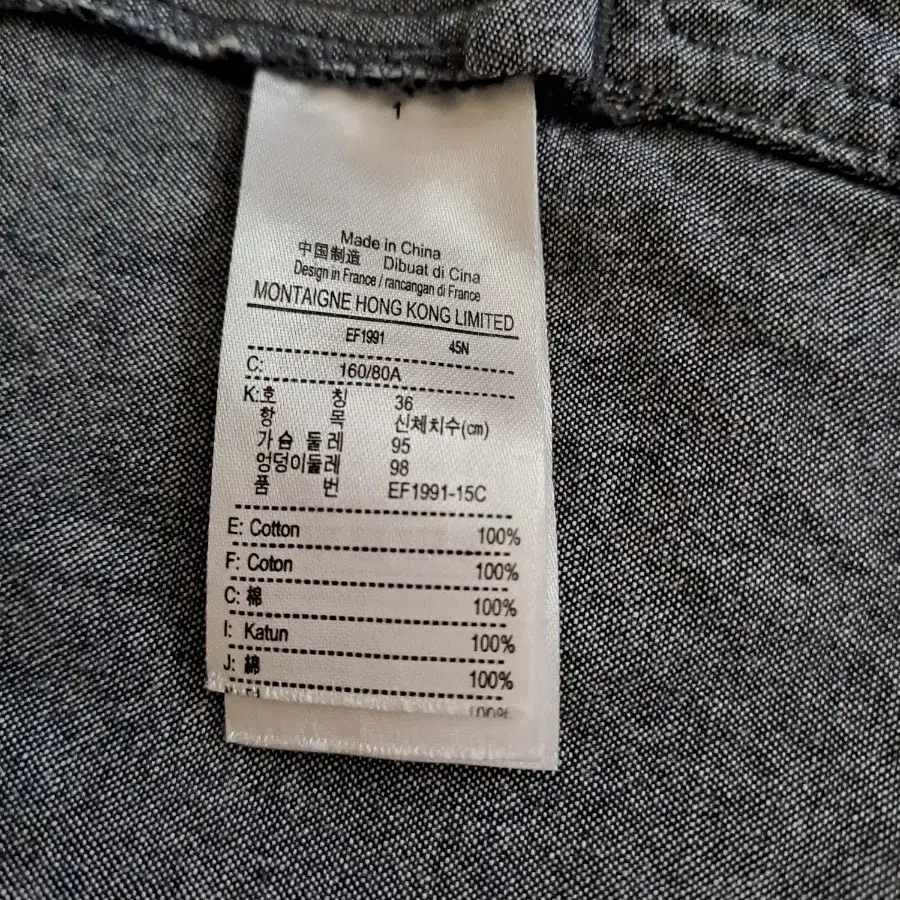 1
Made in China
中国制造 Dibuat di Cina
Design in France / rancangan di France
MONTAIGNE HONG KONG LIMITED
EF1991 45N
C: 160/80A
K:호 칭 36
항 목 신체치수(cm)
가슴 둘레 95
엉덩이둘레 98
품 번 EF1991-15C
E: Cotton 100%
F: Coton 100%
C: 棉 100%
I: Katun 100%
J: 綿 100%